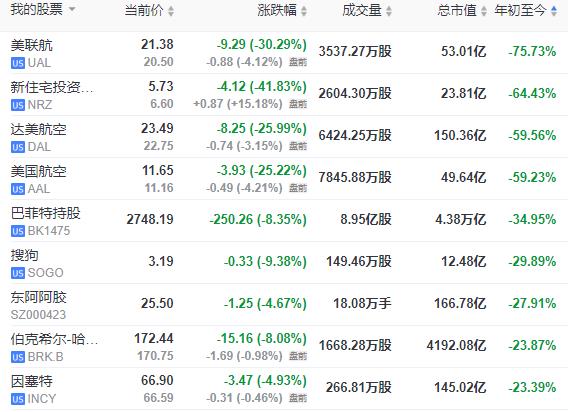 我的股票 当前价 涨跌幅 成交量 总市值 年初至今
美联航 21.38 -9.29 (-30.29%) 3537.27万股 53.01亿 -75.73%
US UAL 20.50 -0.88 (-4.12%) 盘前
新住宅投资… 5.73 -4.12 (-41.83%) 2604.30万股 23.81亿 -64.43%
US NRZ 6.60 +0.87 (+15.18%) 盘前
达美航空 23.49 -8.25 (-25.99%) 6424.25万股 150.36亿 -59.56%
US DAL 22.75 -0.74 (-3.15%) 盘前
美国航空 11.65 -3.93 (-25.22%) 7845.88万股 49.64亿 -59.23%
US AAL 11.16 -0.49 (-4.21%) 盘前
巴菲特持股 2748.19 -250.26 (-8.35%) 8.95亿股 4.38万亿 -34.95%
US BK1475
搜狗 3.19 -0.33 (-9.38%) 149.46万股 12.48亿 -29.89%
US SOGO
东阿阿胶 25.50 -1.25 (-4.67%) 18.08万手 166.78亿 -27.91%
SZ000423
伯克希尔-哈… 172.44 -15.16 (-8.08%) 1668.28万股 4192.08亿 -23.87%
US BRK.B 170.75 -1.69 (-0.98%) 盘前
因塞特 66.90 -3.47 (-4.93%) 266.81万股 145.02亿 -23.39%
US INCY 66.59 -0.31 (-0.46%) 盘前